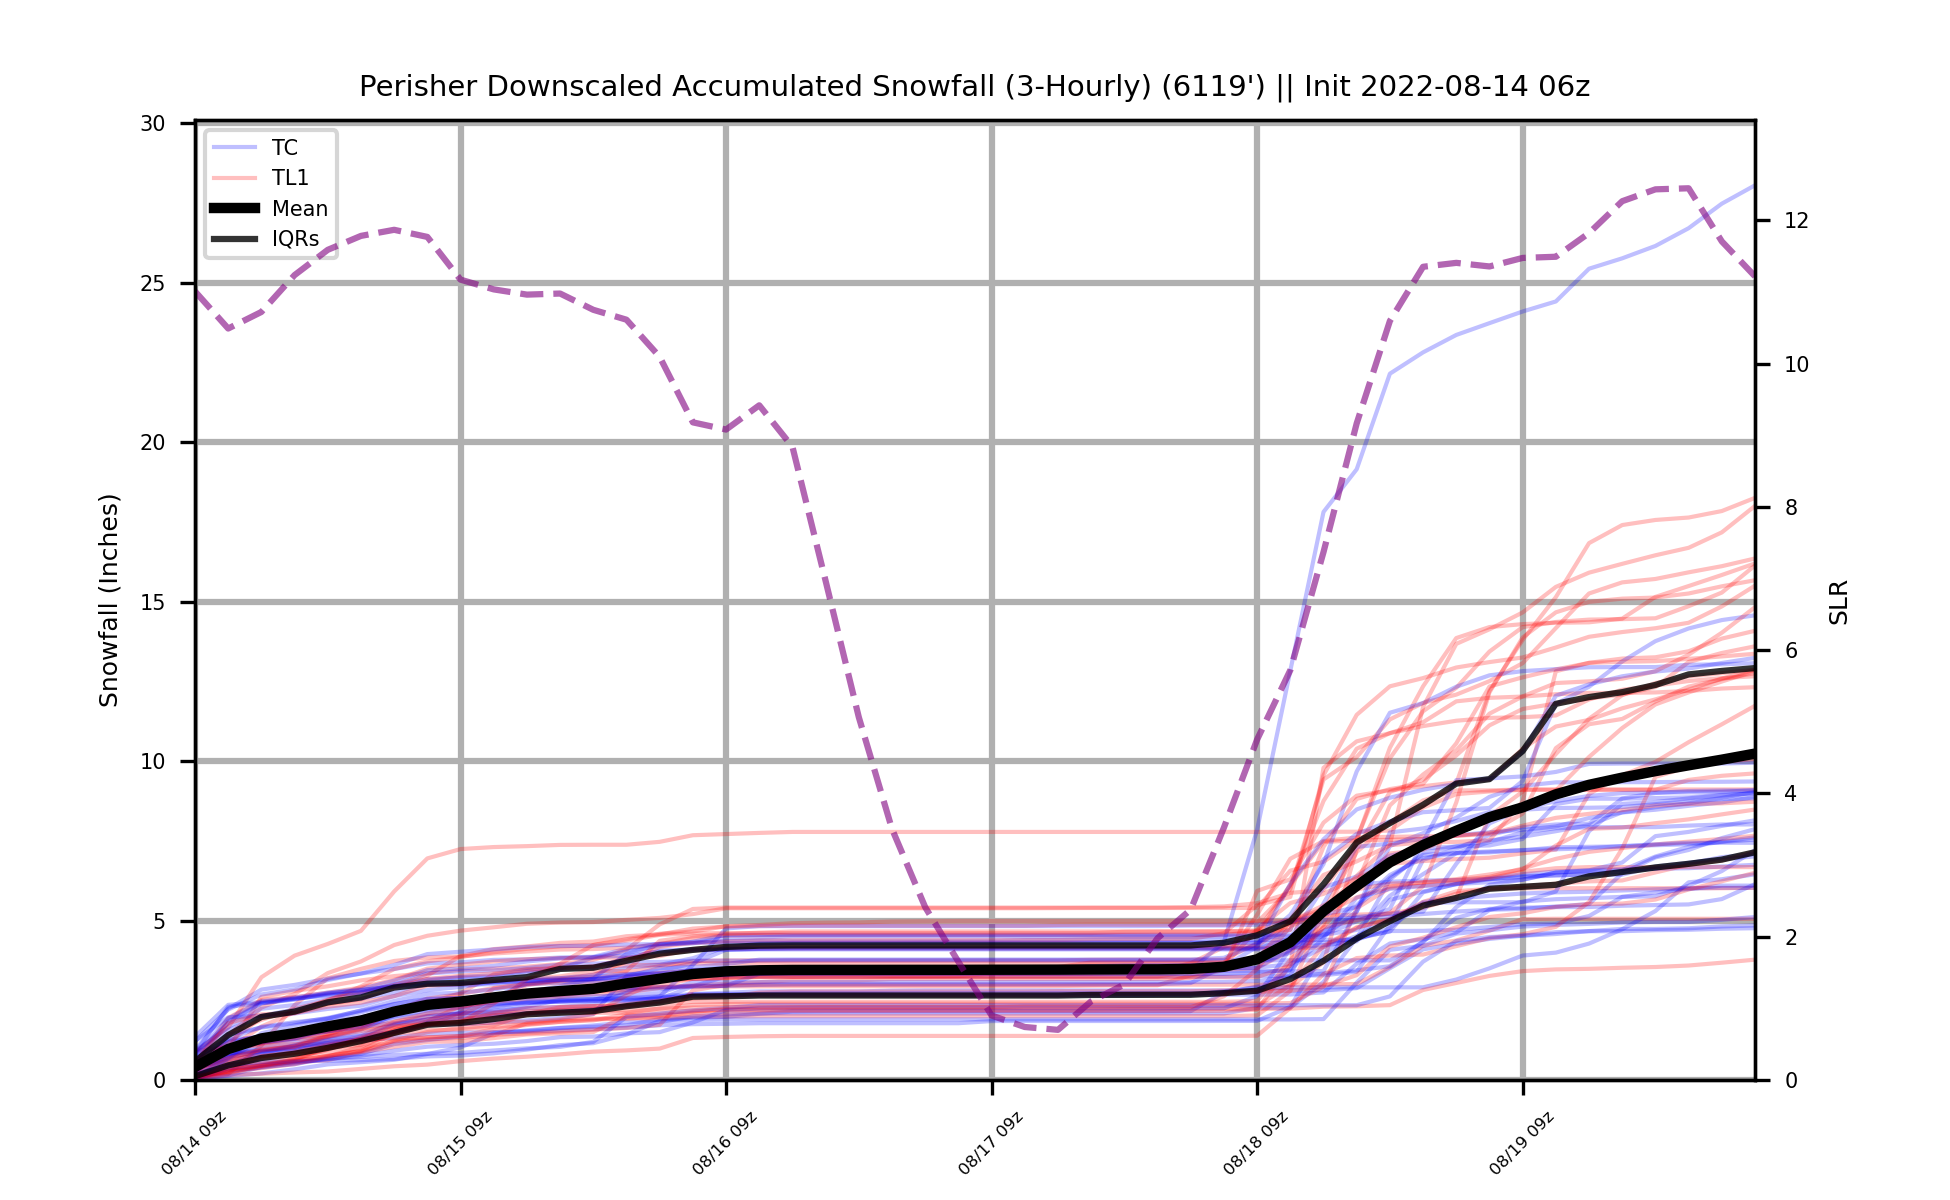 Perisher Downscaled Accumulated Snowfall (3-Hourly) (6119') || Init 2022-08-14 06z
TC
TL1
Mean
IQRs
30
25
20
15
10
5
0
Snowfall (Inches)
12
10
8
6
4
2
0
SLR
08/14 09z
08/15 09z
08/16 09z
08/17 09z
08/18 09z
08/19 09z